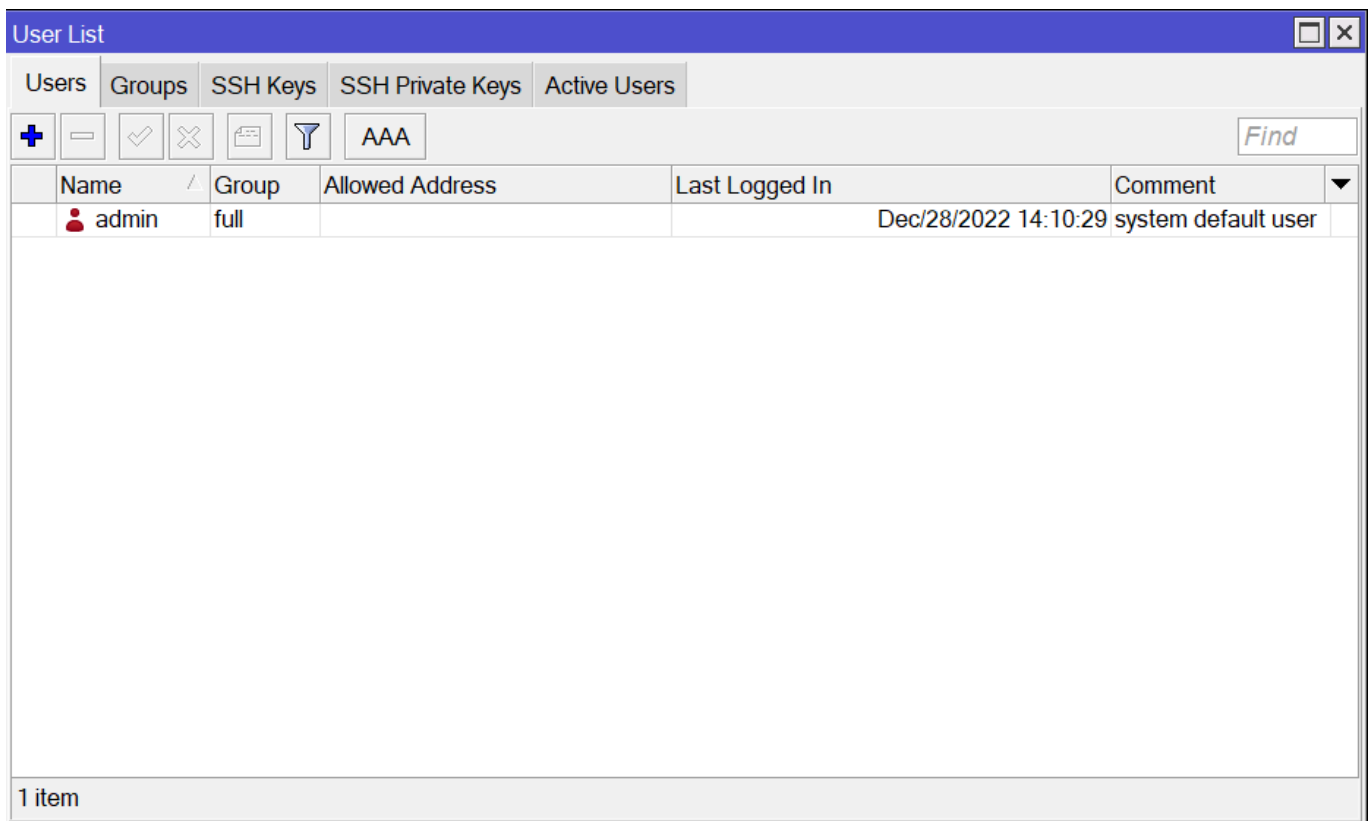 User List
Users Groups SSH Keys SSH Private Keys Active Users
AAA Find
Name Group Allowed Address Last Logged In Comment
admin full Dec/28/2022 14:10:29 system default user
1 item